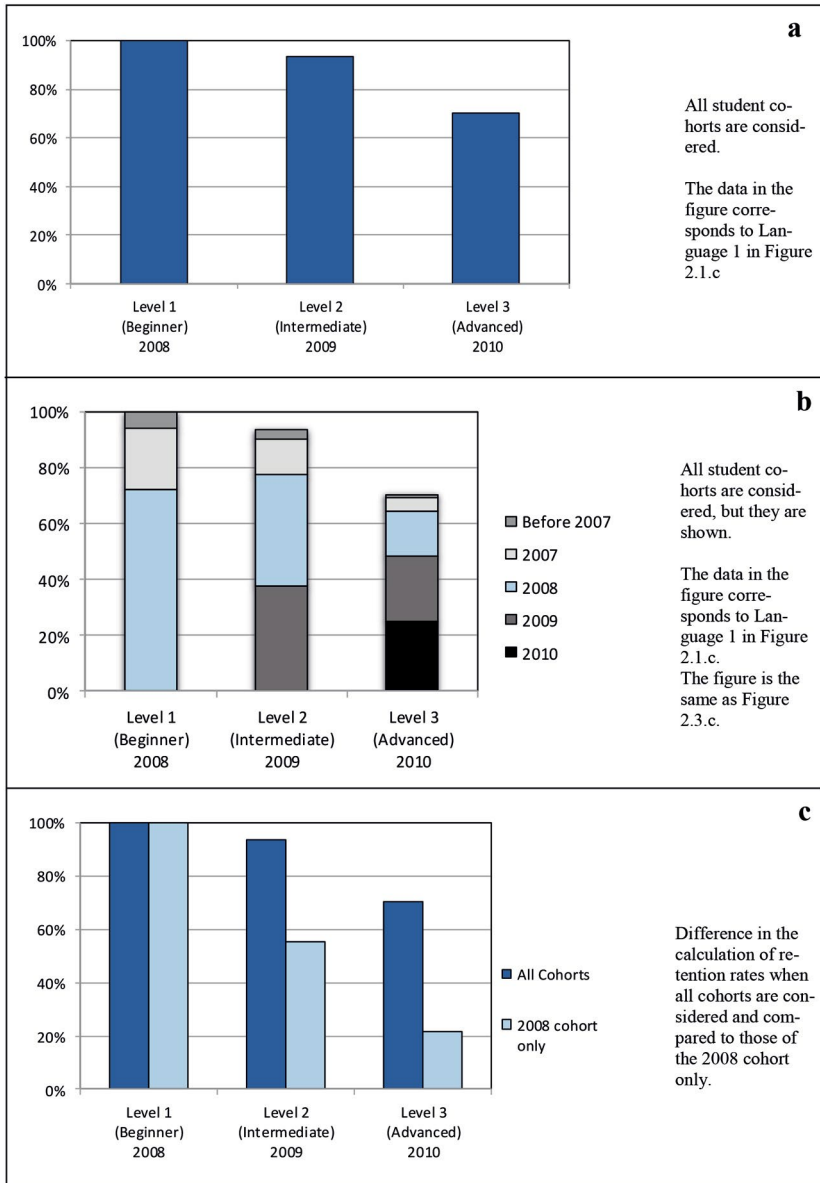 a
100%
80%
60%
40%
20%
0%
Level 1
(Beginner)
2008
Level 2
(Intermediate)
2009
Level 3
(Advanced)
2010
All student co-
horts are consid-
ered.
The data in the
figure corre-
sponds to Lan-
guage 1 in Figure
2.1.c
b
100%
80%
60%
40%
20%
0%
Level 1
(Beginner)
2008
Level 2
(Intermediate)
2009
Level 3
(Advanced)
2010
Before 2007
2007
2008
2009
2010
All student co-
horts are consid-
ered, but they are
shown.
The data in the
figure corre-
sponds to Lan-
guage 1 in Figure
2.1.c.
The figure is the
same as Figure
2.3.c.
c
100%
80%
60%
40%
20%
0%
Level 1
(Beginner)
2008
Level 2
(Intermediate)
2009
Level 3
(Advanced)
2010
All Cohorts
2008 cohort
only
Difference in the
calculation of re-
tention rates when
all cohorts are con-
sidered and com-
pared to those of
the 2008 cohort
only.